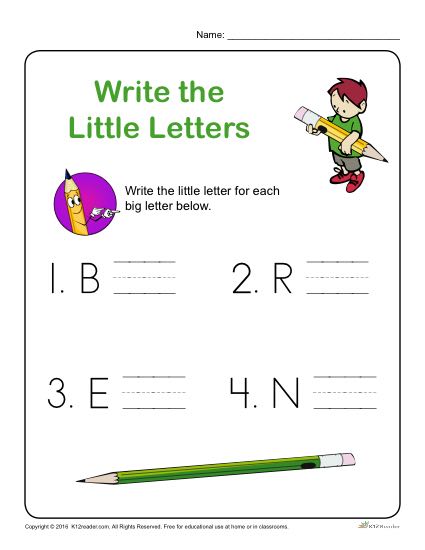 Name: ______________________________
Write the
Little Letters
Write the little letter for each
big letter below.
1. B
2. R
3. E
4. N
Copyright © 2016 K12reader.com. All Rights Reserved. Free for educational use at home or in classrooms.
K12Reader